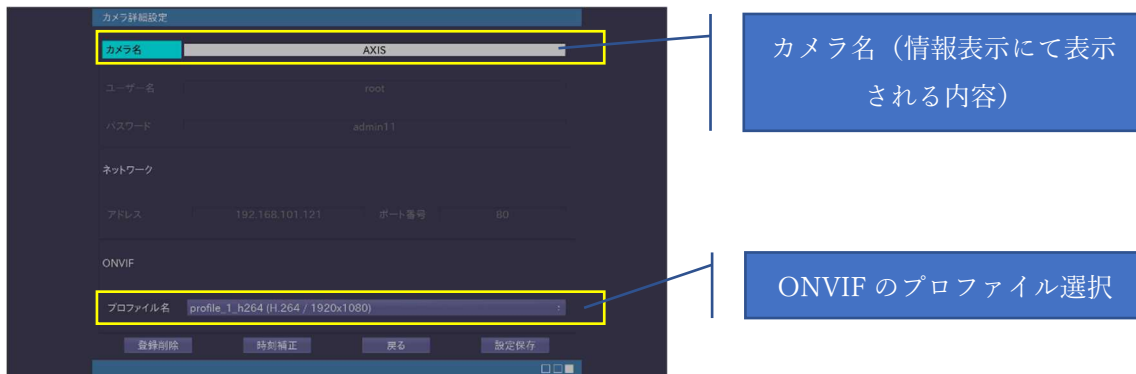 カメラ詳細設定
カメラ名 AXIS
ユーザー名 root
パスワード admin11
ネットワーク
アドレス 192.168.101.121 ポート番号 80
ONVIF
プロファイル名 profile_1_h264 (H.264 / 1920x1080)
登録削除 時刻補正 戻る 設定保存
カメラ名（情報表示にて表示
される内容）
ONVIF のプロファイル選択